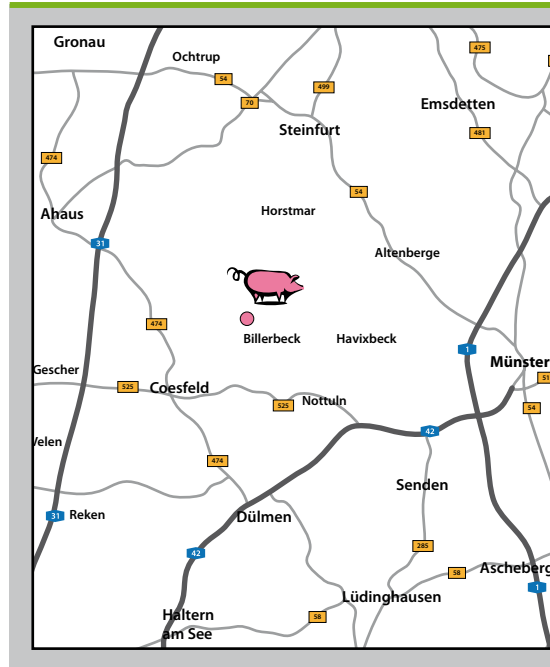 Gronau
475
Ochtrup
54
499
70
Emsdetten
Steinfurt
481
474
54
Horstmar
Ahaus
31
Altenberge
474
Billerbeck
Havixbeck
1
Münster
Gescher
51
525
Coesfeld
Nottuln
525
54
42
Velen
474
Senden
Reken
31
Dülmen
285
42
58
Ascheberg
1
Lüdinghausen
58
Haltern
am See